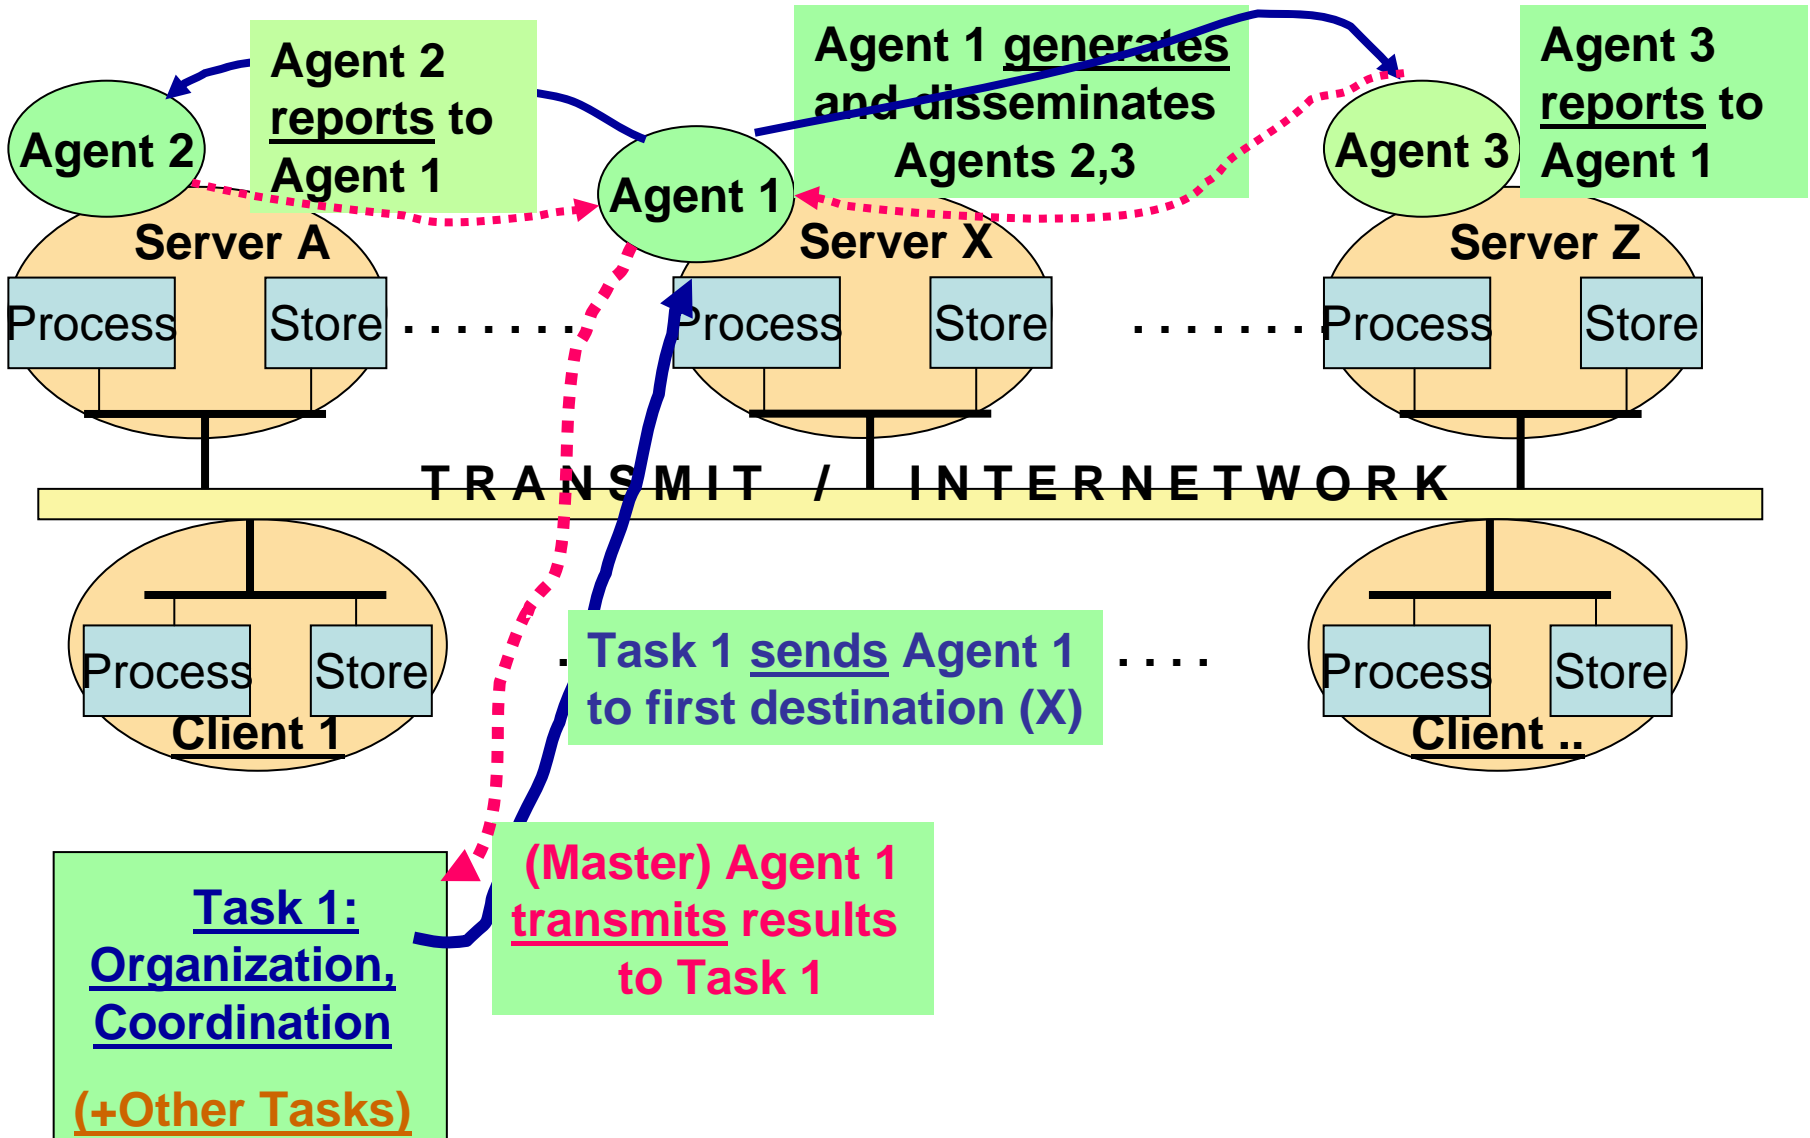 Agent 2
reports to
Agent 1
Agent 1 generates
and disseminates
Agents 2,3
Agent 3
reports to
Agent 1
Agent 2
Agent 1
Agent 3
Server A
Server X
Server Z
Process
Store
.......
Process
Store
........
Process
Store
TRANSMIT / INTERNETWORK
Process
Store
Client 1
Task 1 sends Agent 1
to first destination (X)
....
Process
Store
Client ..
(Master) Agent 1
transmits results
to Task 1
Task 1:
Organization,
Coordination
(+Other Tasks)